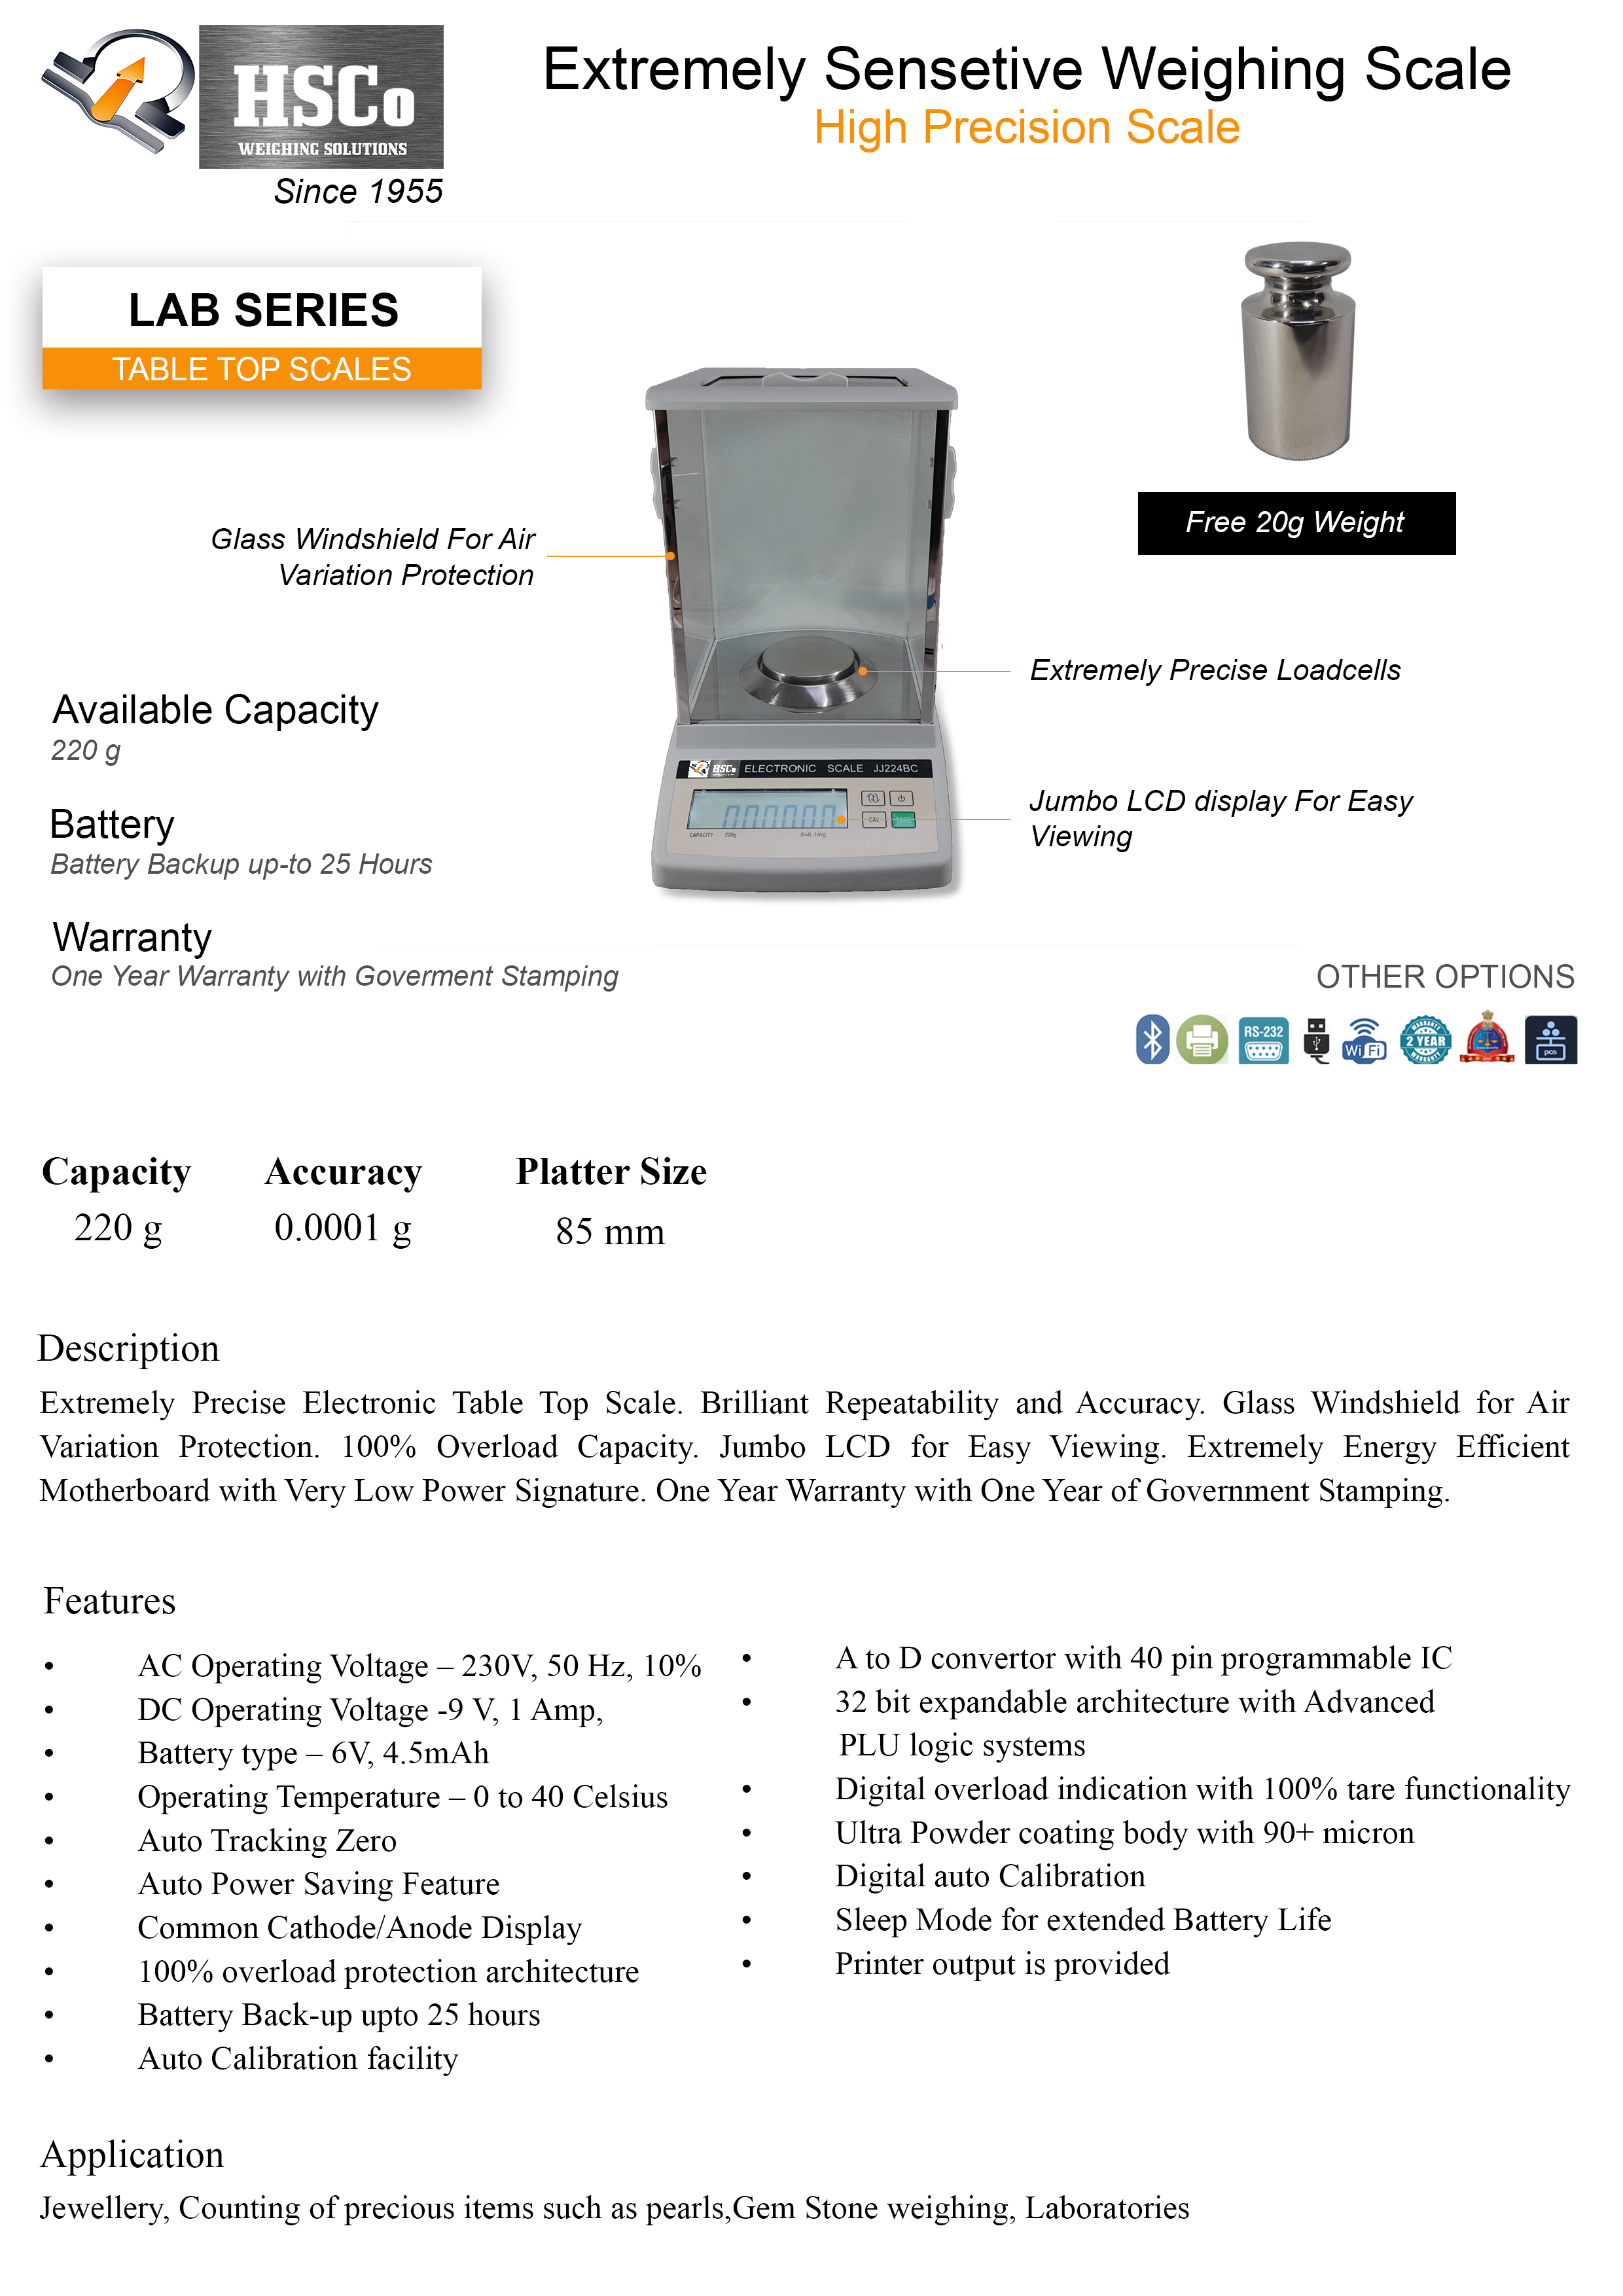 HSCo
WEIGHING SOLUTIONS
Since 1955
Extremely Sensetive Weighing Scale
High Precision Scale
LAB SERIES
TABLE TOP SCALES
Free 20g Weight
Glass Windshield For Air
Variation Protection
Extremely Precise Loadcells
Available Capacity
220 g
HSCo ELECTRONIC SCALE JJ224BC
000000
CAL TARE
CAPACITY 220g d=0.1mg
Jumbo LCD display For Easy
Viewing
Battery
Battery Backup up-to 25 Hours
Warranty
One Year Warranty with Goverment Stamping
OTHER OPTIONS
RS-232
WiFi
WARRANTY
2 YEAR
WARRANTY
pcs
Capacity Accuracy Platter Size
220 g 0.0001 g 85 mm
Description
Extremely Precise Electronic Table Top Scale. Brilliant Repeatability and Accuracy. Glass Windshield for Air
Variation Protection. 100% Overload Capacity. Jumbo LCD for Easy Viewing. Extremely Energy Efficient
Motherboard with Very Low Power Signature. One Year Warranty with One Year of Government Stamping.
Features
• AC Operating Voltage – 230V, 50 Hz, 10%
• DC Operating Voltage -9 V, 1 Amp,
• Battery type – 6V, 4.5mAh
• Operating Temperature – 0 to 40 Celsius
• Auto Tracking Zero
• Auto Power Saving Feature
• Common Cathode/Anode Display
• 100% overload protection architecture
• Battery Back-up upto 25 hours
• Auto Calibration facility
• A to D convertor with 40 pin programmable IC
• 32 bit expandable architecture with Advanced
PLU logic systems
• Digital overload indication with 100% tare functionality
• Ultra Powder coating body with 90+ micron
• Digital auto Calibration
• Sleep Mode for extended Battery Life
• Printer output is provided
Application
Jewellery, Counting of precious items such as pearls,Gem Stone weighing, Laboratories